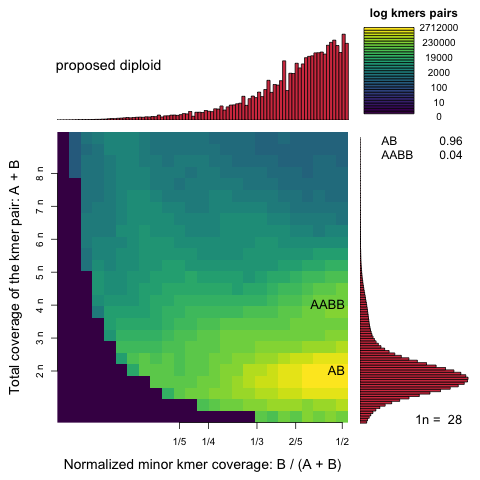 log kmers pairs
2712000
230000
19000
2000
100
10
0
proposed diploid
AB 0.96
AABB 0.04
Total coverage of the kmer pair: A + B
8 n
7 n
6 n
5 n
4 n
3 n
2 n
AABB
AB
1n = 28
1/5 1/4 1/3 2/5 1/2
Normalized minor kmer coverage: B / (A + B)